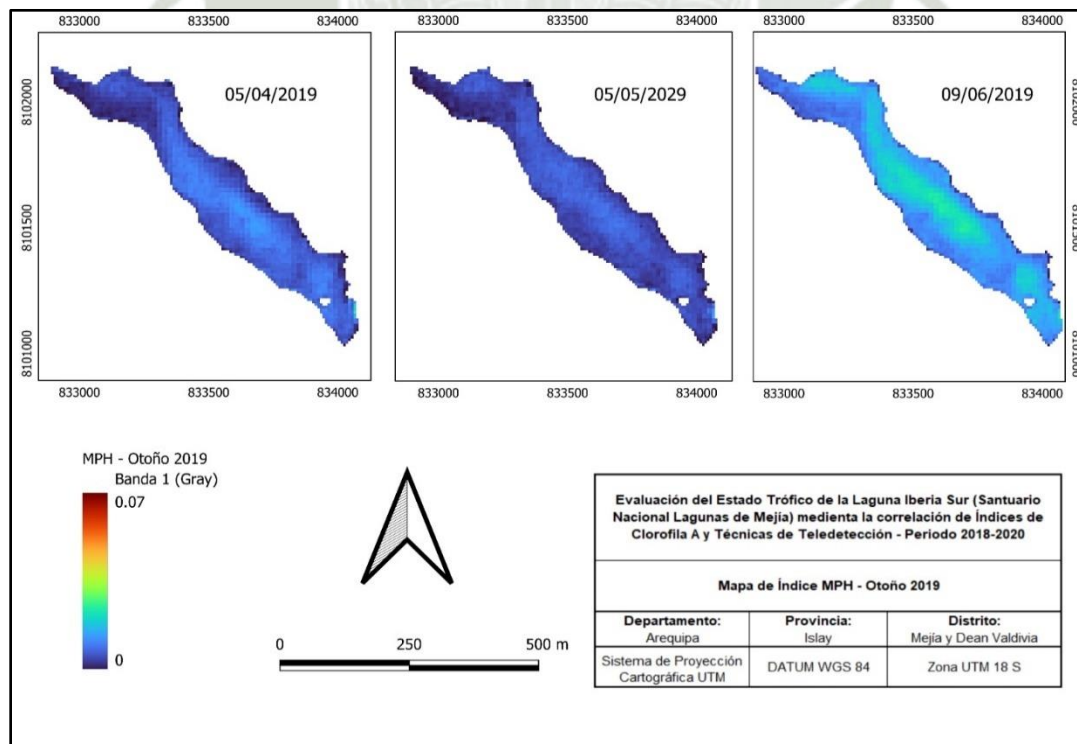 833000 833500 834000 833000 833500 834000 833000 833500 834000
8102000
8101500
8101000
05/04/2019
05/05/2029
09/06/2019
8102000
8101500
8101000
833000 833500 834000 833000 833500 834000 833000 833500 834000
MPH - Otoño 2019
Banda 1 (Gray)
0.07
0
0 250 500 m
Evaluación del Estado Trófico de la Laguna Iberia Sur (Santuario
Nacional Lagunas de Mejía) medienta la correlación de Índices de
Clorofila A y Técnicas de Teledetección - Periodo 2018-2020
Mapa de Índice MPH - Otoño 2019
Departamento:
Arequipa
Provincia:
Islay
Distrito:
Mejía y Dean Valdivia
Sistema de Proyección
Cartográfica UTM
DATUM WGS 84
Zona UTM 18 S